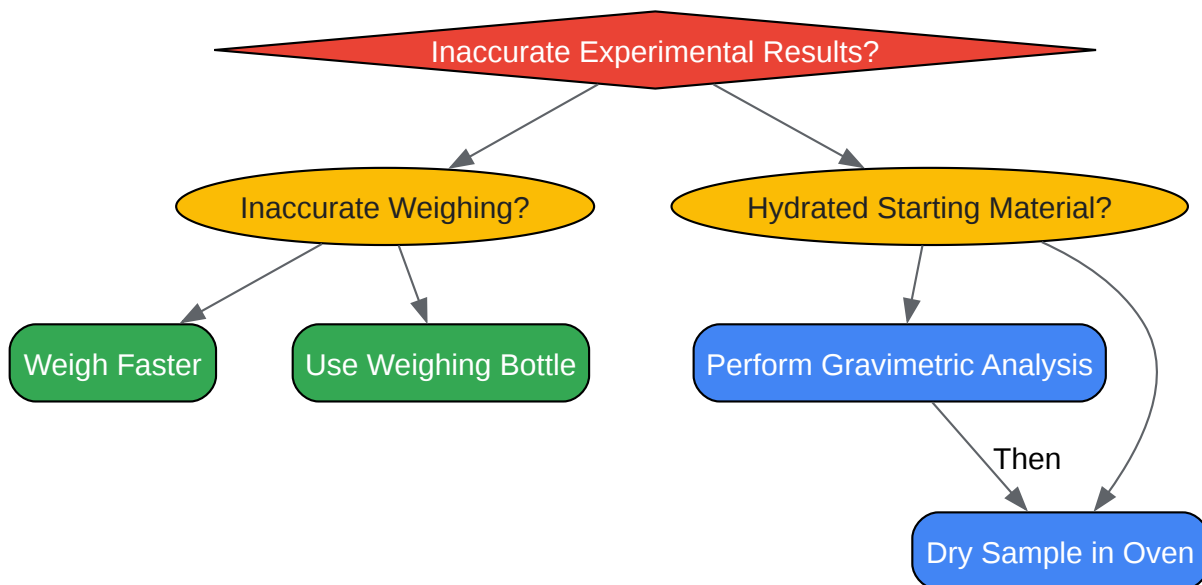 Inaccurate Experimental Results?
Inaccurate Weighing?
Hydrated Starting Material?
Weigh Faster
Use Weighing Bottle
Perform Gravimetric Analysis
Then
Dry Sample in Oven